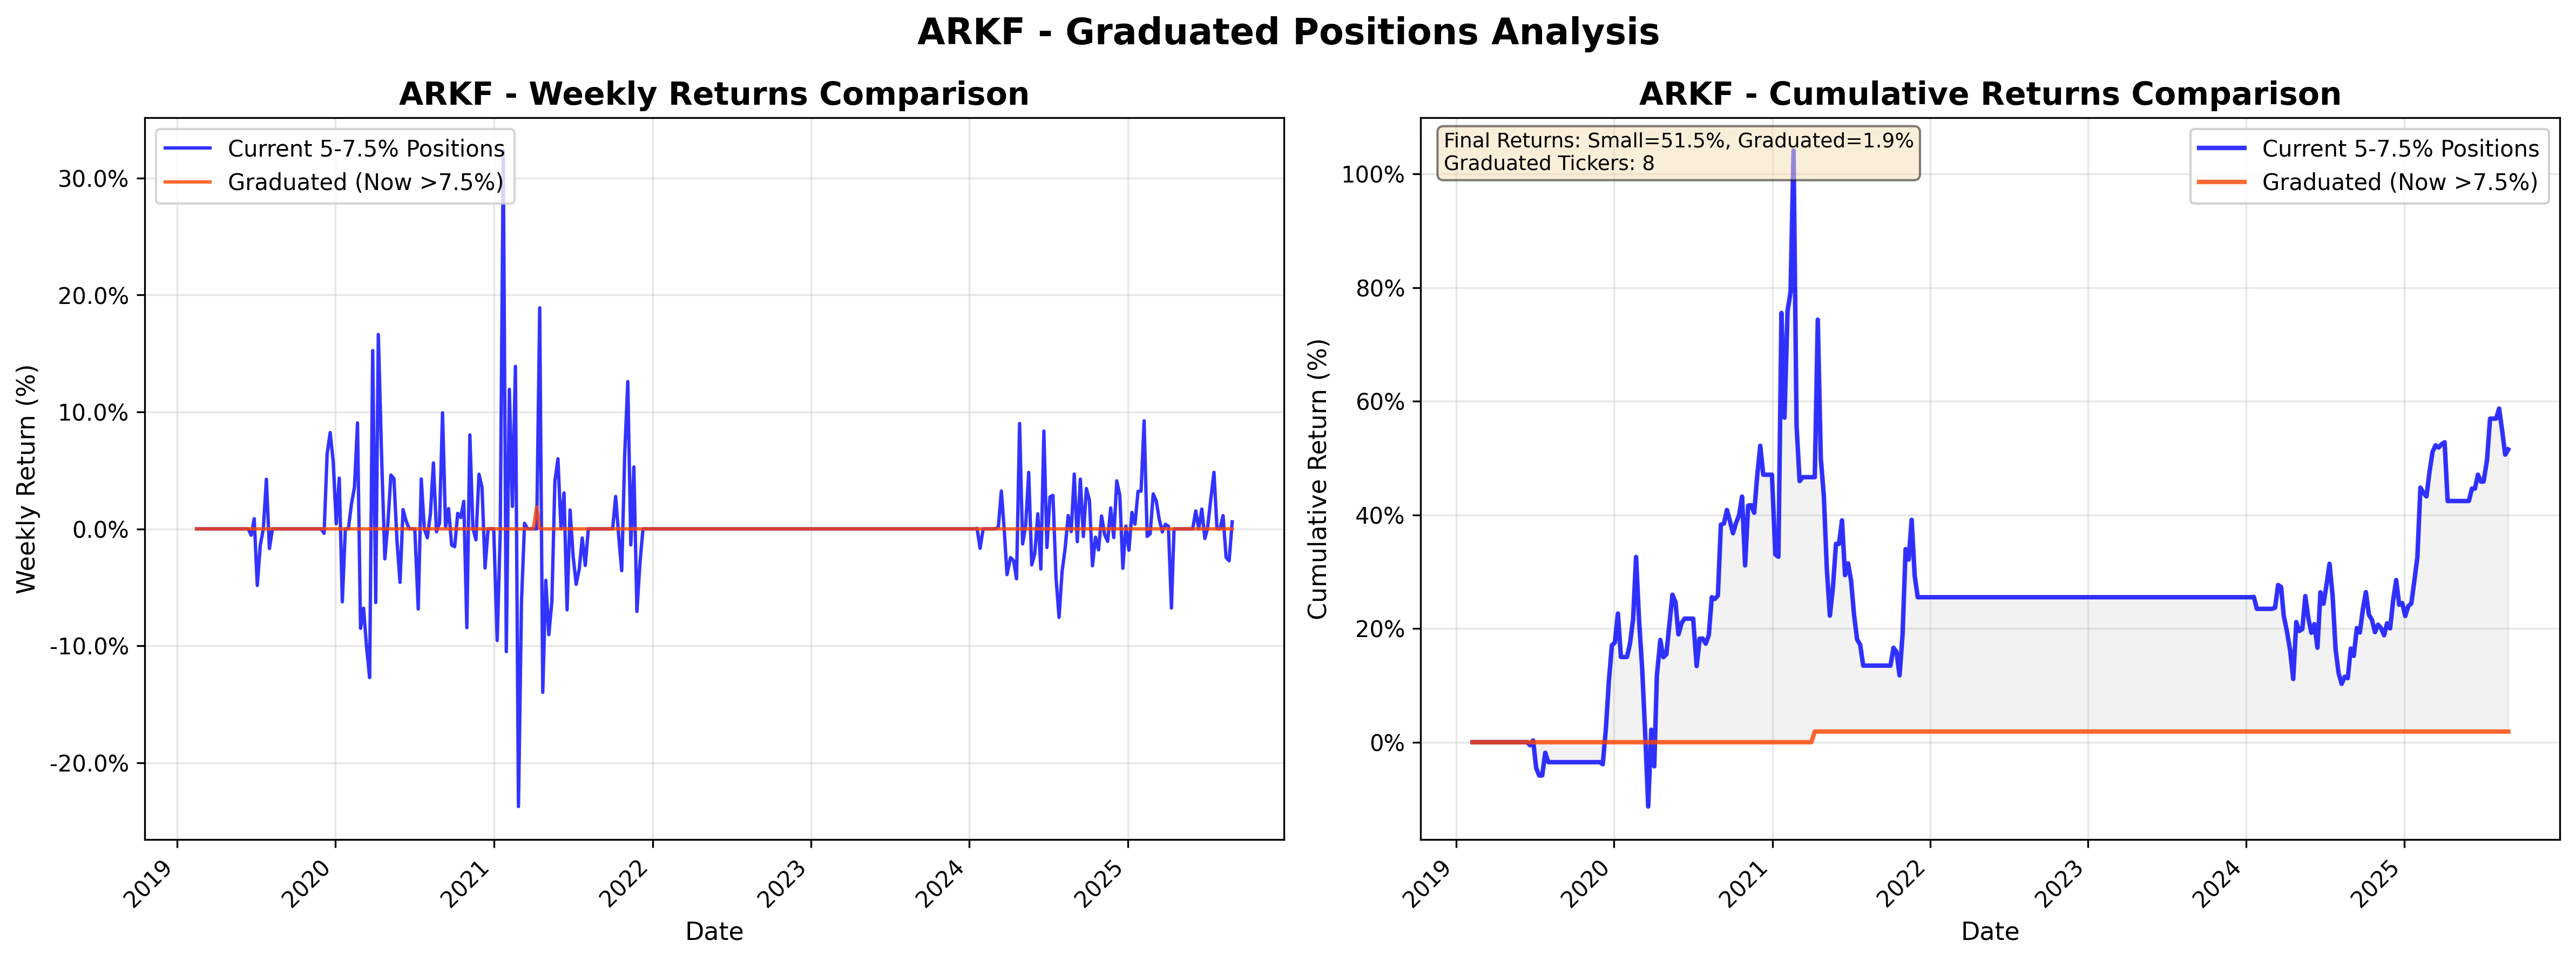 ARKF - Graduated Positions Analysis
ARKF - Weekly Returns Comparison
Current 5-7.5% Positions
Graduated (Now >7.5%)
30.0%
20.0%
10.0%
0.0%
-10.0%
-20.0%
Weekly Return (%)
2019
2020
2021
2022
2023
2024
2025
Date
ARKF - Cumulative Returns Comparison
Final Returns: Small=51.5%, Graduated=1.9%
Graduated Tickers: 8
Current 5-7.5% Positions
Graduated (Now >7.5%)
100%
80%
60%
40%
20%
0%
Cumulative Return (%)
2019
2020
2021
2022
2023
2024
2025
Date